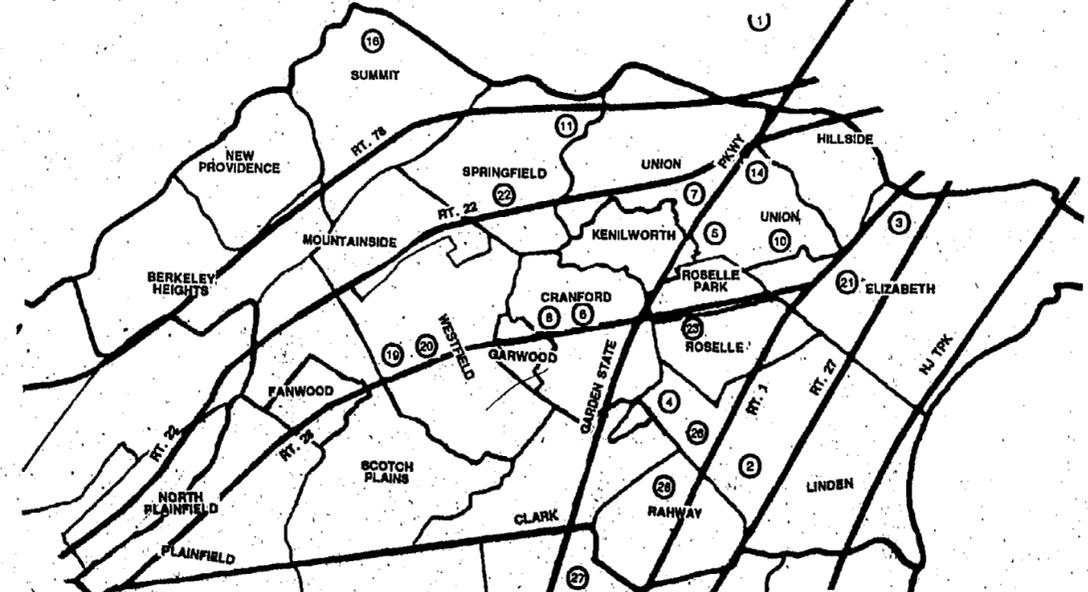 1
16
SUMMIT
11
RT. 78
HILLSIDE
NEW
PROVIDENCE
SPRINGFIELD
22
UNION
PKWY
14
7
RT. 22
KENILWORTH
5
UNION
10
3
MOUNTAINSIDE
BERKELEY
HEIGHTS
ROSELLE
PARK
21
ELIZABETH
CRANFORD
8
6
23
ROSELLE
WESTFIELD
19
20
GARWOOD
GARDEN STATE
NJ TPK
FANWOOD
RT. 27
RT. 1
4
26
RT. 22
RT. 28
SCOTCH
PLAINS
2
26
RAHWAY
LINDEN
NORTH
PLAINFIELD
CLARK
PLAINFIELD
27